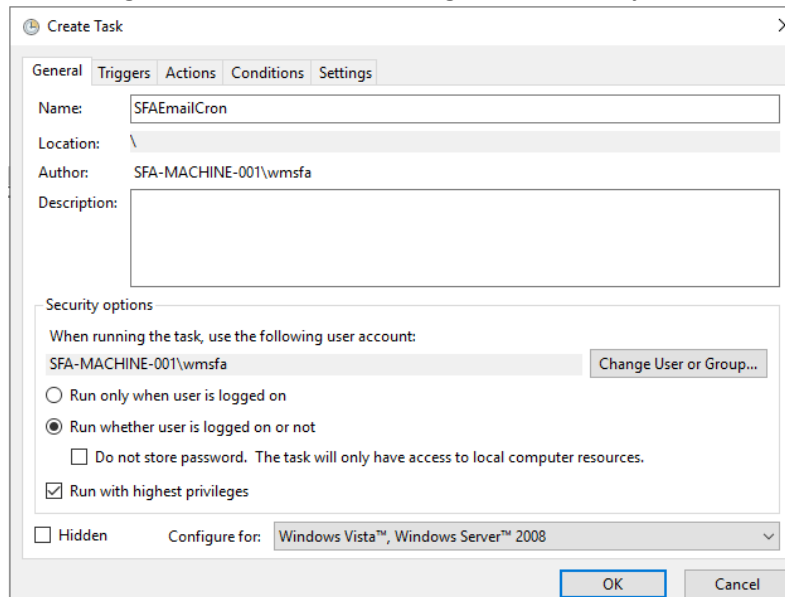 Create Task
General Triggers Actions Conditions Settings
Name: SFAEmailCron
Location: \
Author: SFA-MACHINE-001\wmsfa
Description:
Security options
When running the task, use the following user account:
SFA-MACHINE-001\wmsfa Change User or Group...
Run only when user is logged on
Run whether user is logged on or not
Do not store password. The task will only have access to local computer resources.
Run with highest privileges
Hidden Configure for: Windows Vista™, Windows Server™ 2008
OK Cancel